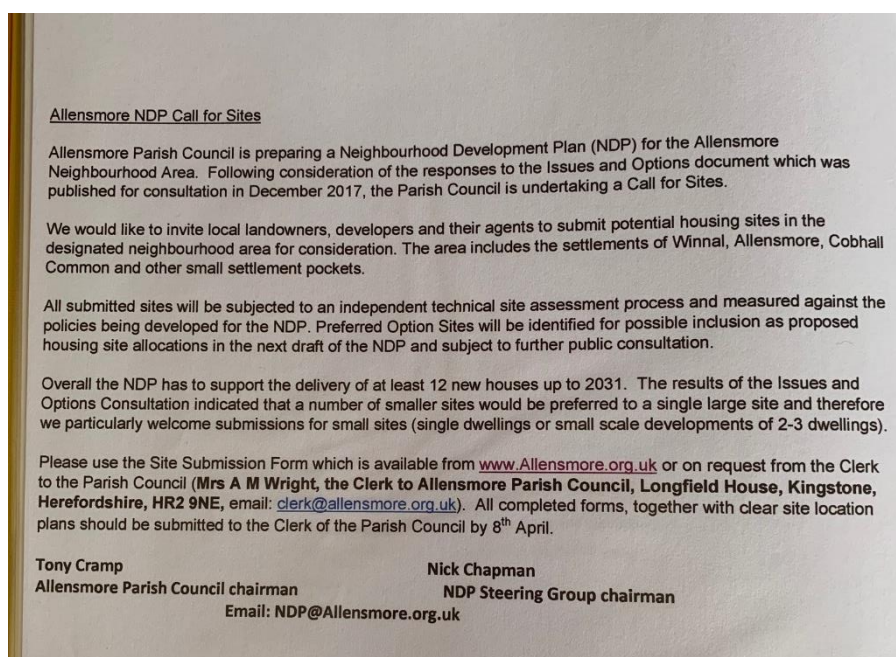 Allensmore NDP Call for Sites
Allensmore Parish Council is preparing a Neighbourhood Development Plan (NDP) for the Allensmore
Neighbourhood Area. Following consideration of the responses to the Issues and Options document which was
published for consultation in December 2017, the Parish Council is undertaking a Call for Sites.
We would like to invite local landowners, developers and their agents to submit potential housing sites in the
designated neighbourhood area for consideration. The area includes the settlements of Winnal, Allensmore, Cobhall
Common and other small settlement pockets.
All submitted sites will be subjected to an independent technical site assessment process and measured against the
policies being developed for the NDP. Preferred Option Sites will be identified for possible inclusion as proposed
housing site allocations in the next draft of the NDP and subject to further public consultation.
Overall the NDP has to support the delivery of at least 12 new houses up to 2031. The results of the Issues and
Options Consultation indicated that a number of smaller sites would be preferred to a single large site and therefore
we particularly welcome submissions for small sites (single dwellings or small scale developments of 2-3 dwellings).
Please use the Site Submission Form which is available from www.Allensmore.org.uk or on request from the Clerk
to the Parish Council (Mrs A M Wright, the Clerk to Allensmore Parish Council, Longfield House, Kingstone,
Herefordshire, HR2 9NE, email: clerk@allensmore.org.uk). All completed forms, together with clear site location
plans should be submitted to the Clerk of the Parish Council by 8th April.
Tony Cramp Nick Chapman
Allensmore Parish Council chairman NDP Steering Group chairman
Email: NDP@Allensmore.org.uk